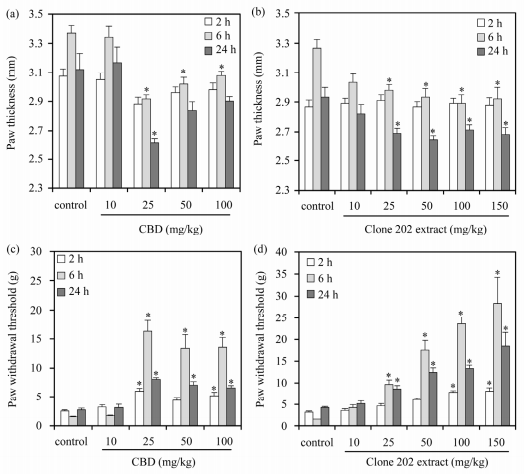 (a)
3.5
3.3
3.1
2.9
2.7
2.5
2.3
Paw thickness (mm)
2 h
6 h
24 h
* * * *
control 10 25 50 100
CBD (mg/kg)
(b)
3.5
3.3
3.1
2.9
2.7
2.5
2.3
Paw thickness (mm)
2 h
6 h
24 h
* * * * * * * *
control 10 25 50 100 150
Clone 202 extract (mg/kg)
(c)
30
25
20
15
10
5
0
Paw withdrawal threshold (g)
2 h
6 h
24 h
* * * * * * * *
control 10 25 50 100
CBD (mg/kg)
(d)
40
35
30
25
20
15
10
5
0
Paw withdrawal threshold (g)
2 h
6 h
24 h
* * * * * * * * * *
control 10 25 50 100 150
Clone 202 extract (mg/kg)